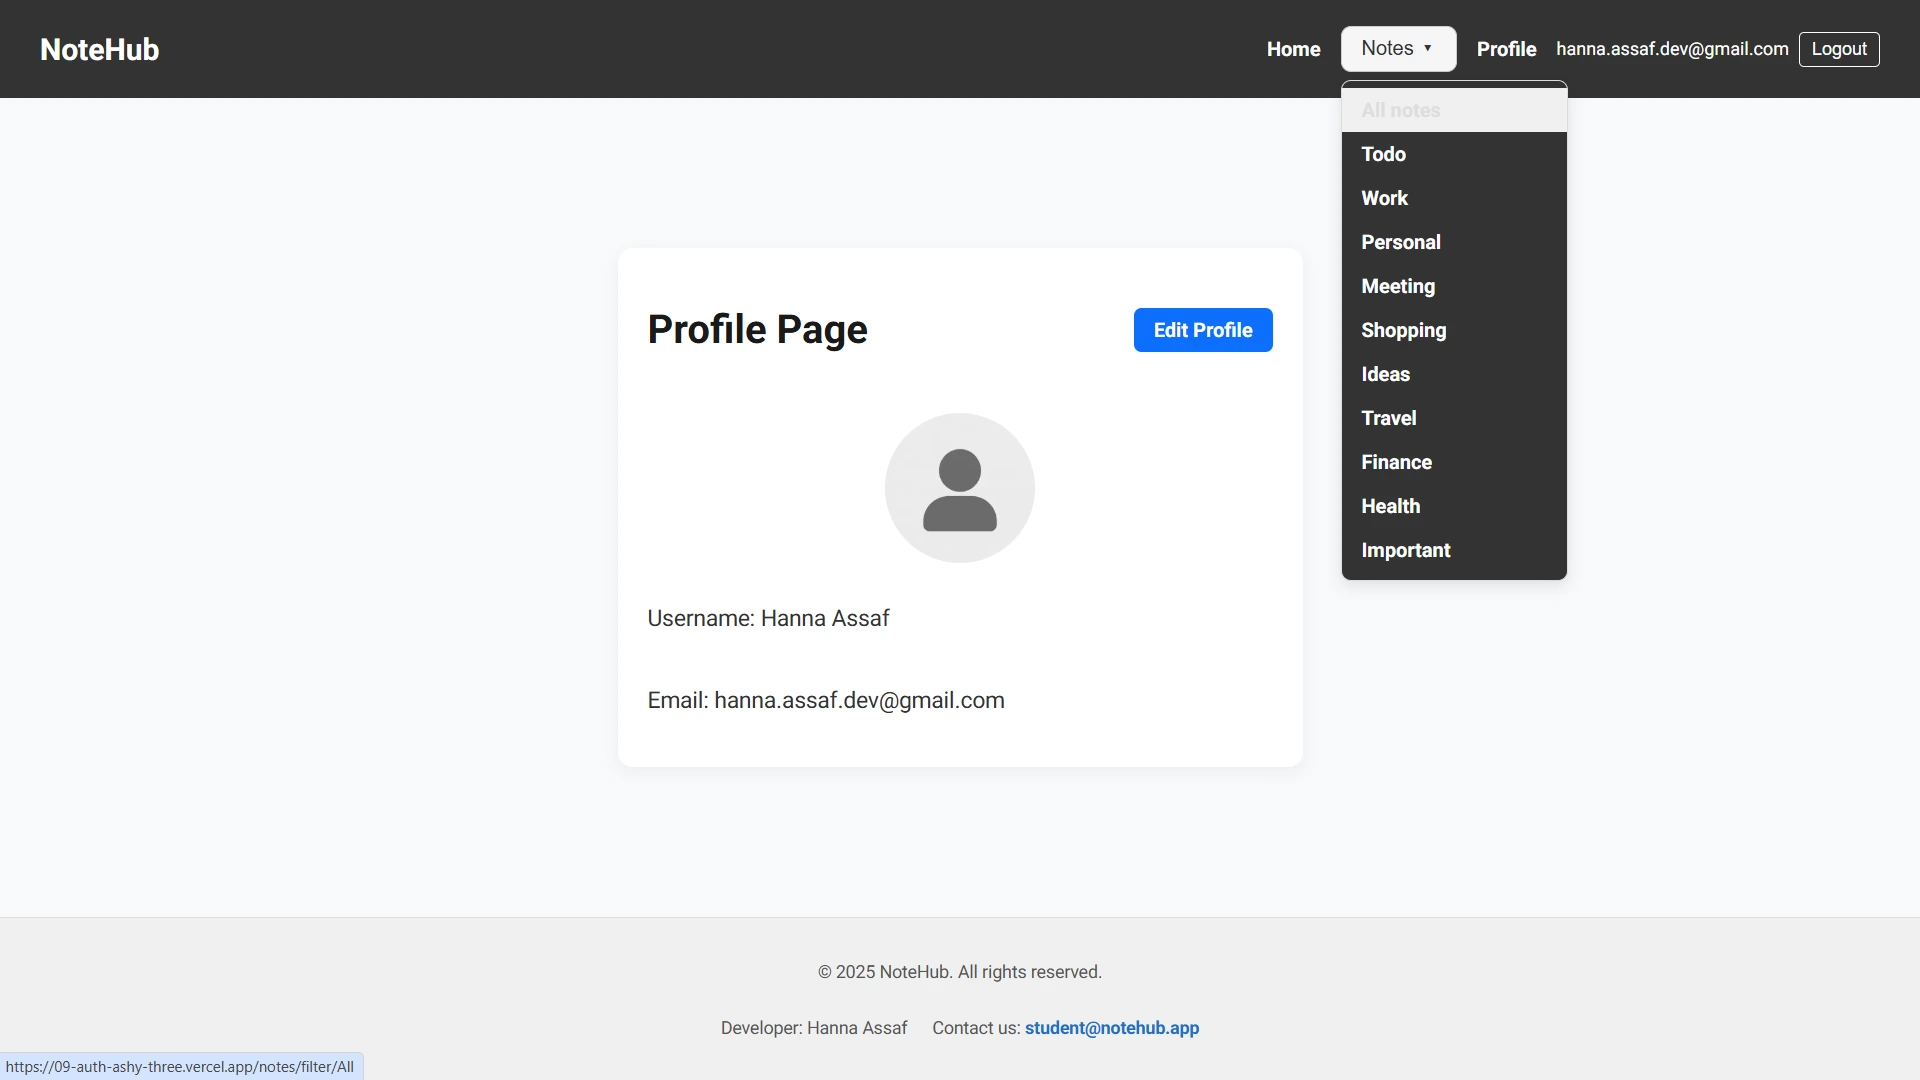 NoteHub
Home Notes ▼ Profile hanna.assaf.dev@gmail.com Logout
All notes
Todo
Work
Personal
Meeting
Shopping
Ideas
Travel
Finance
Health
Important
Profile Page Edit Profile
Username: Hanna Assaf
Email: hanna.assaf.dev@gmail.com
© 2025 NoteHub. All rights reserved.
Developer: Hanna Assaf Contact us: student@notehub.app
https://09-auth-ashy-three.vercel.app/notes/filter/All